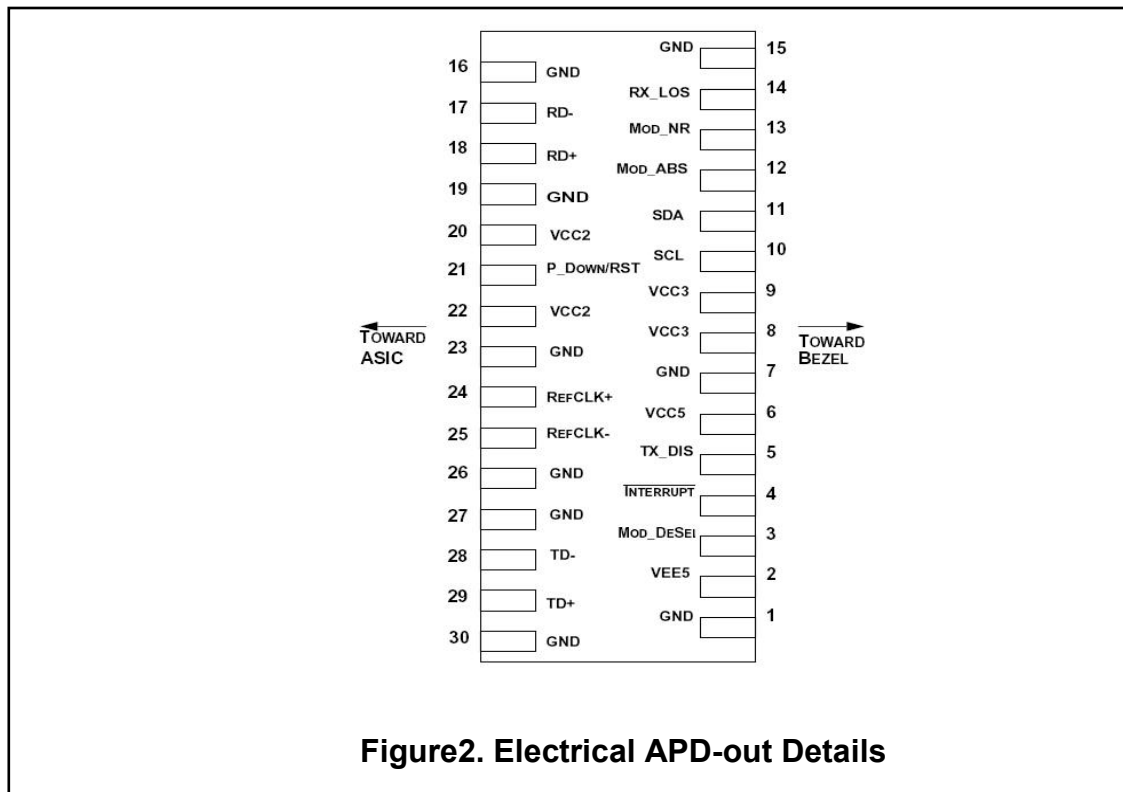 GND 15
16 GND
RX_LOS 14
17 RD-
MOD_NR 13
18 RD+
MOD_ABS 12
19 GND
SDA 11
20 VCC2
SCL 10
21 P_DOWN/RST
VCC3 9
22 VCC2
VCC3 8
TOWARD
ASIC
TOWARD
BEZEL
23 GND
GND 7
24 REFCLK+
VCC5 6
25 REFCLK-
TX_DIS 5
26 GND
INTERRUPT 4
27 GND
MOD_DESEL 3
28 TD-
VEE5 2
29 TD+
GND 1
30 GND
Figure2. Electrical APD-out Details